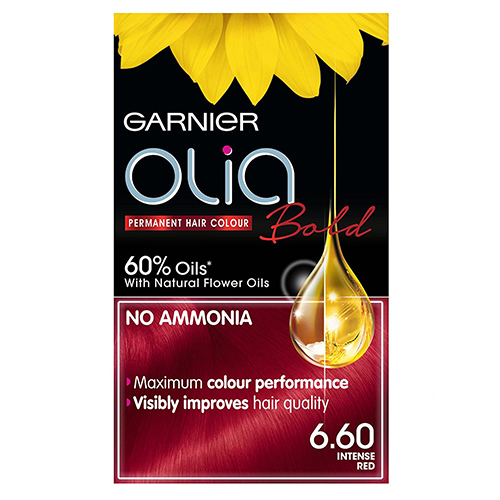 GARNIER
OLIA
PERMANENT HAIR COLOUR
Bold
60% Oils*
With Natural Flower Oils
NO AMMONIA
Maximum colour performance
Visibly improves hair quality
6.60
INTENSE
RED